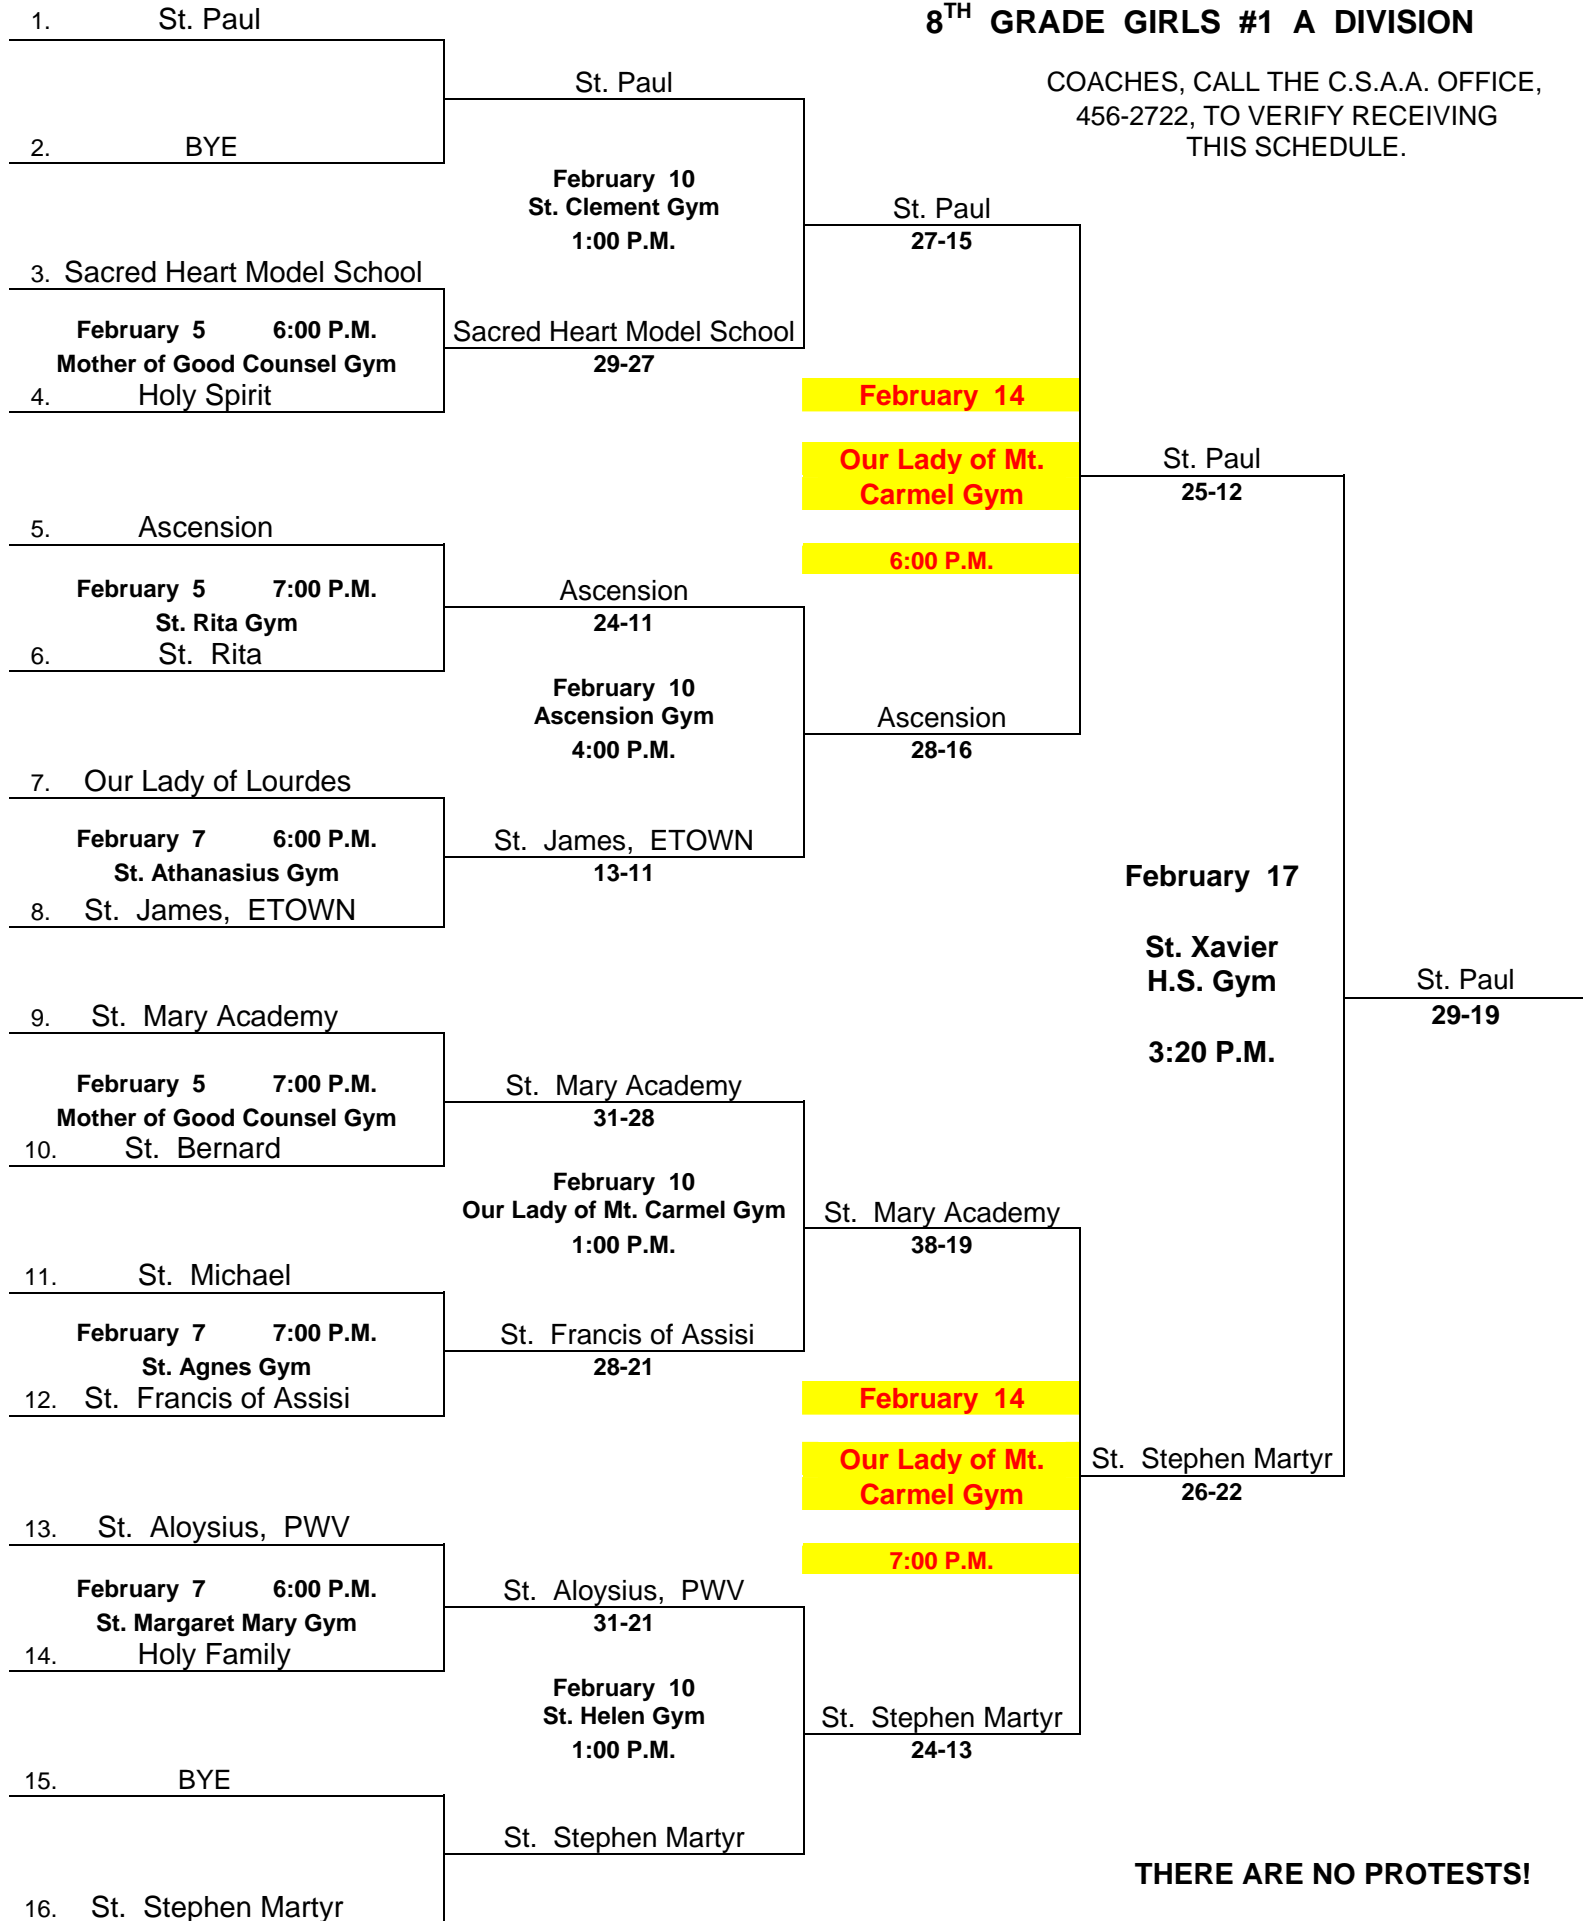 8TH GRADE GIRLS #1 A DIVISION
COACHES, CALL THE C.S.A.A. OFFICE,
456-2722, TO VERIFY RECEIVING
THIS SCHEDULE.
1. St. Paul
2. BYE
3. Sacred Heart Model School
February 5 6:00 P.M.
Mother of Good Counsel Gym
4. Holy Spirit
5. Ascension
February 5 7:00 P.M.
St. Rita Gym
6. St. Rita
7. Our Lady of Lourdes
February 7 6:00 P.M.
St. Athanasius Gym
8. St. James, ETOWN
9. St. Mary Academy
February 5 7:00 P.M.
Mother of Good Counsel Gym
10. St. Bernard
11. St. Michael
February 7 7:00 P.M.
St. Agnes Gym
12. St. Francis of Assisi
13. St. Aloysius, PWV
February 7 6:00 P.M.
St. Margaret Mary Gym
14. Holy Family
15. BYE
16. St. Stephen Martyr
St. Paul
February 10
St. Clement Gym
1:00 P.M.
Sacred Heart Model School
29-27
Ascension
24-11
February 10
Ascension Gym
4:00 P.M.
St. James, ETOWN
13-11
St. Mary Academy
31-28
February 10
Our Lady of Mt. Carmel Gym
1:00 P.M.
St. Francis of Assisi
28-21
St. Aloysius, PWV
31-21
February 10
St. Helen Gym
1:00 P.M.
St. Stephen Martyr
St. Paul
27-15
February 14
Our Lady of Mt.
Carmel Gym
6:00 P.M.
Ascension
28-16
St. Mary Academy
38-19
February 14
Our Lady of Mt.
Carmel Gym
7:00 P.M.
St. Stephen Martyr
24-13
St. Paul
25-12
February 17
St. Xavier
H.S. Gym
3:20 P.M.
St. Stephen Martyr
26-22
St. Paul
29-19
THERE ARE NO PROTESTS!